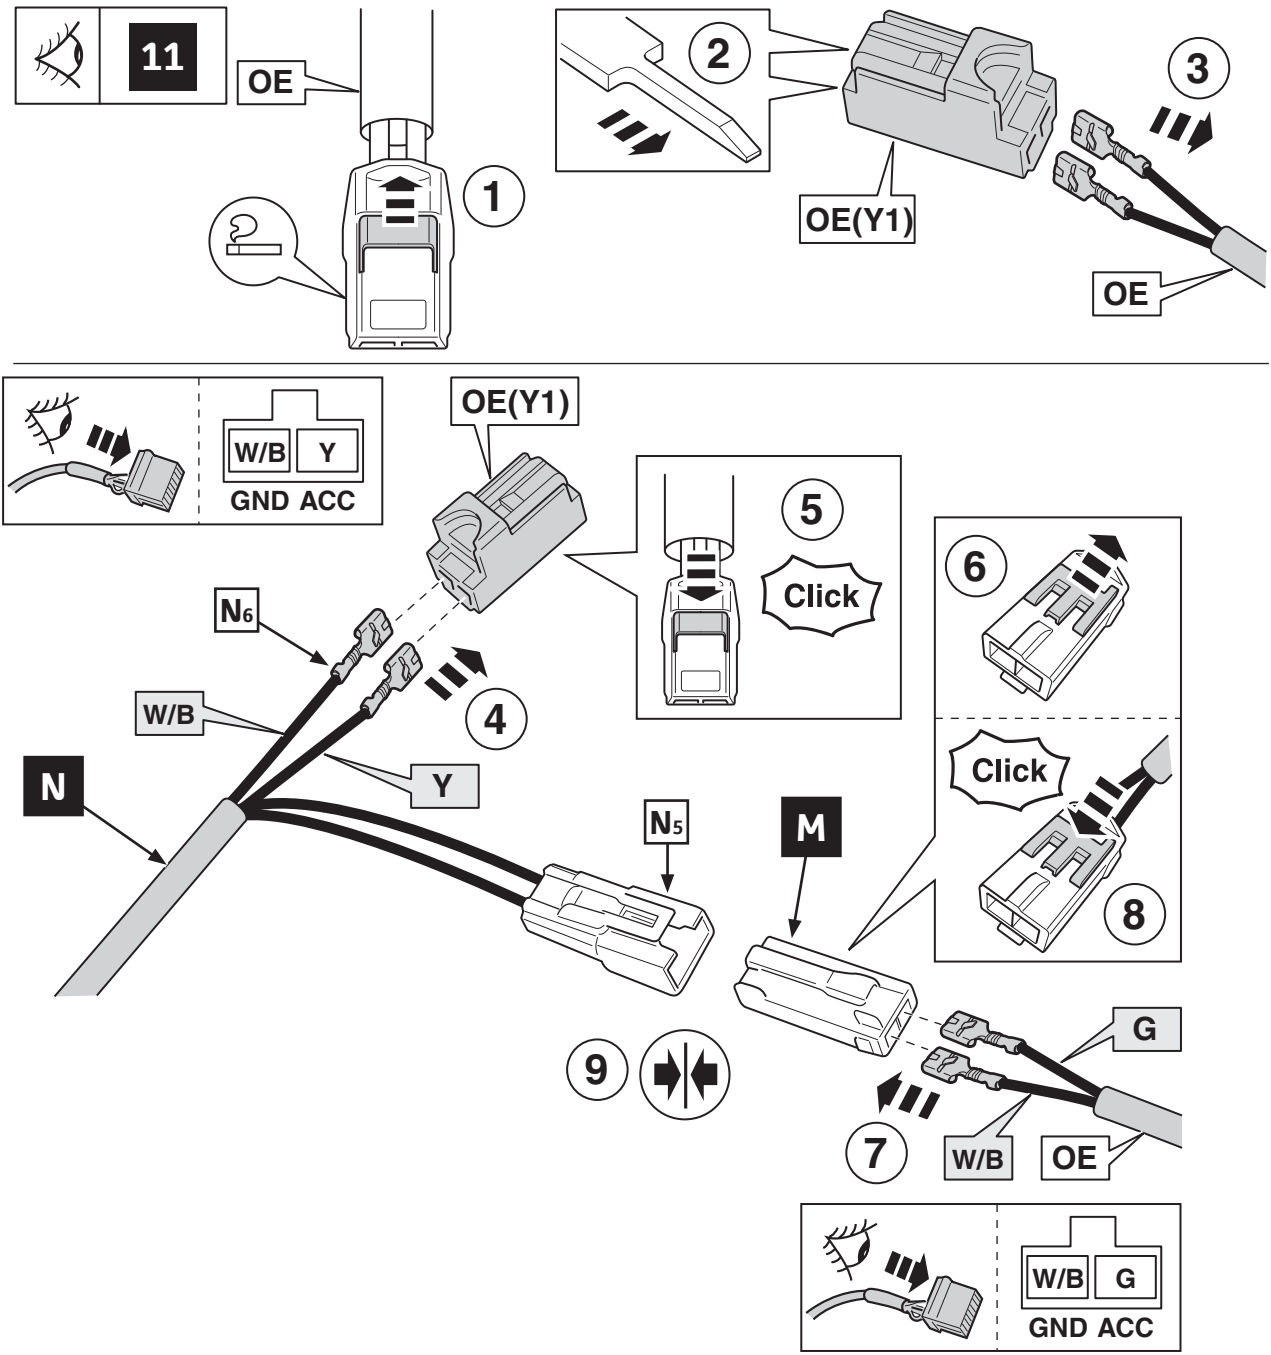 11
OE
1
2
3
OE(Y1)
OE
W/B Y
GND ACC
OE(Y1)
5
Click
6
N6
W/B
4
Y
N
N5
M
Click
8
9
G
7
W/B
OE
W/B G
GND ACC